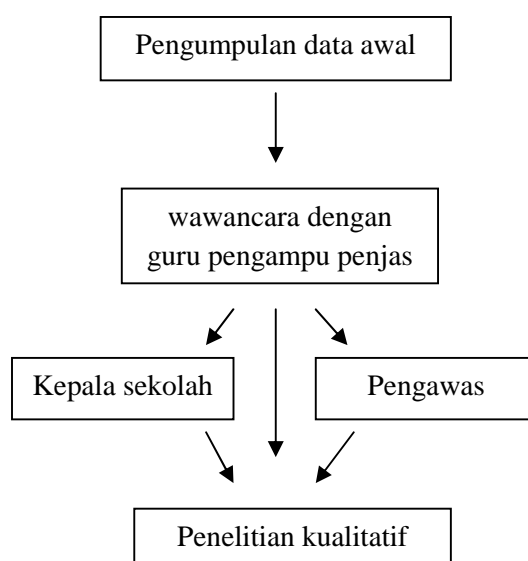 Pengumpulan data awal
wawancara dengan
guru pengampu penjas
Kepala sekolah
Pengawas
Penelitian kualitatif